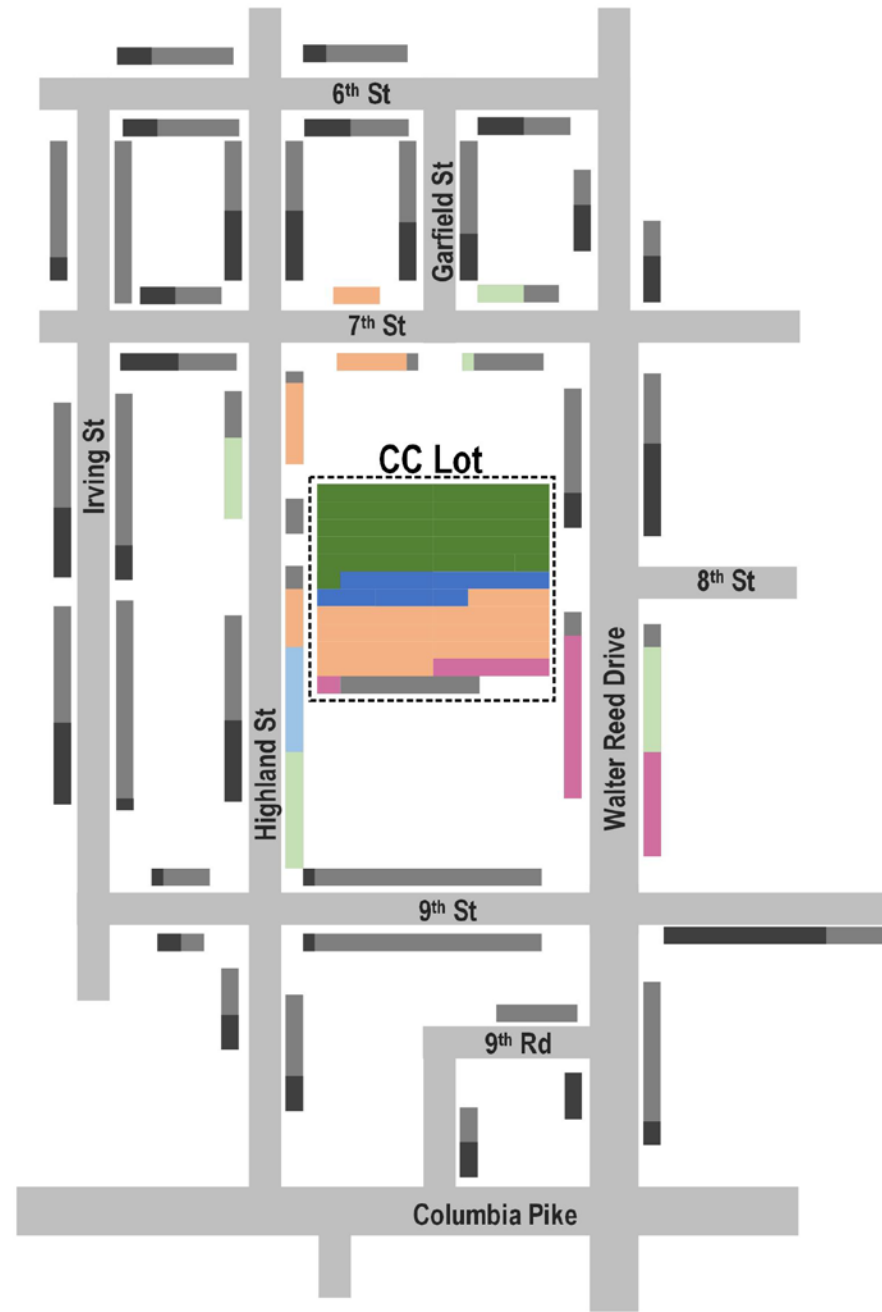 6th St
Garfield St
7th St
Irving St
CC Lot
8th St
Highland St
Walter Reed Drive
9th St
9th Rd
Columbia Pike